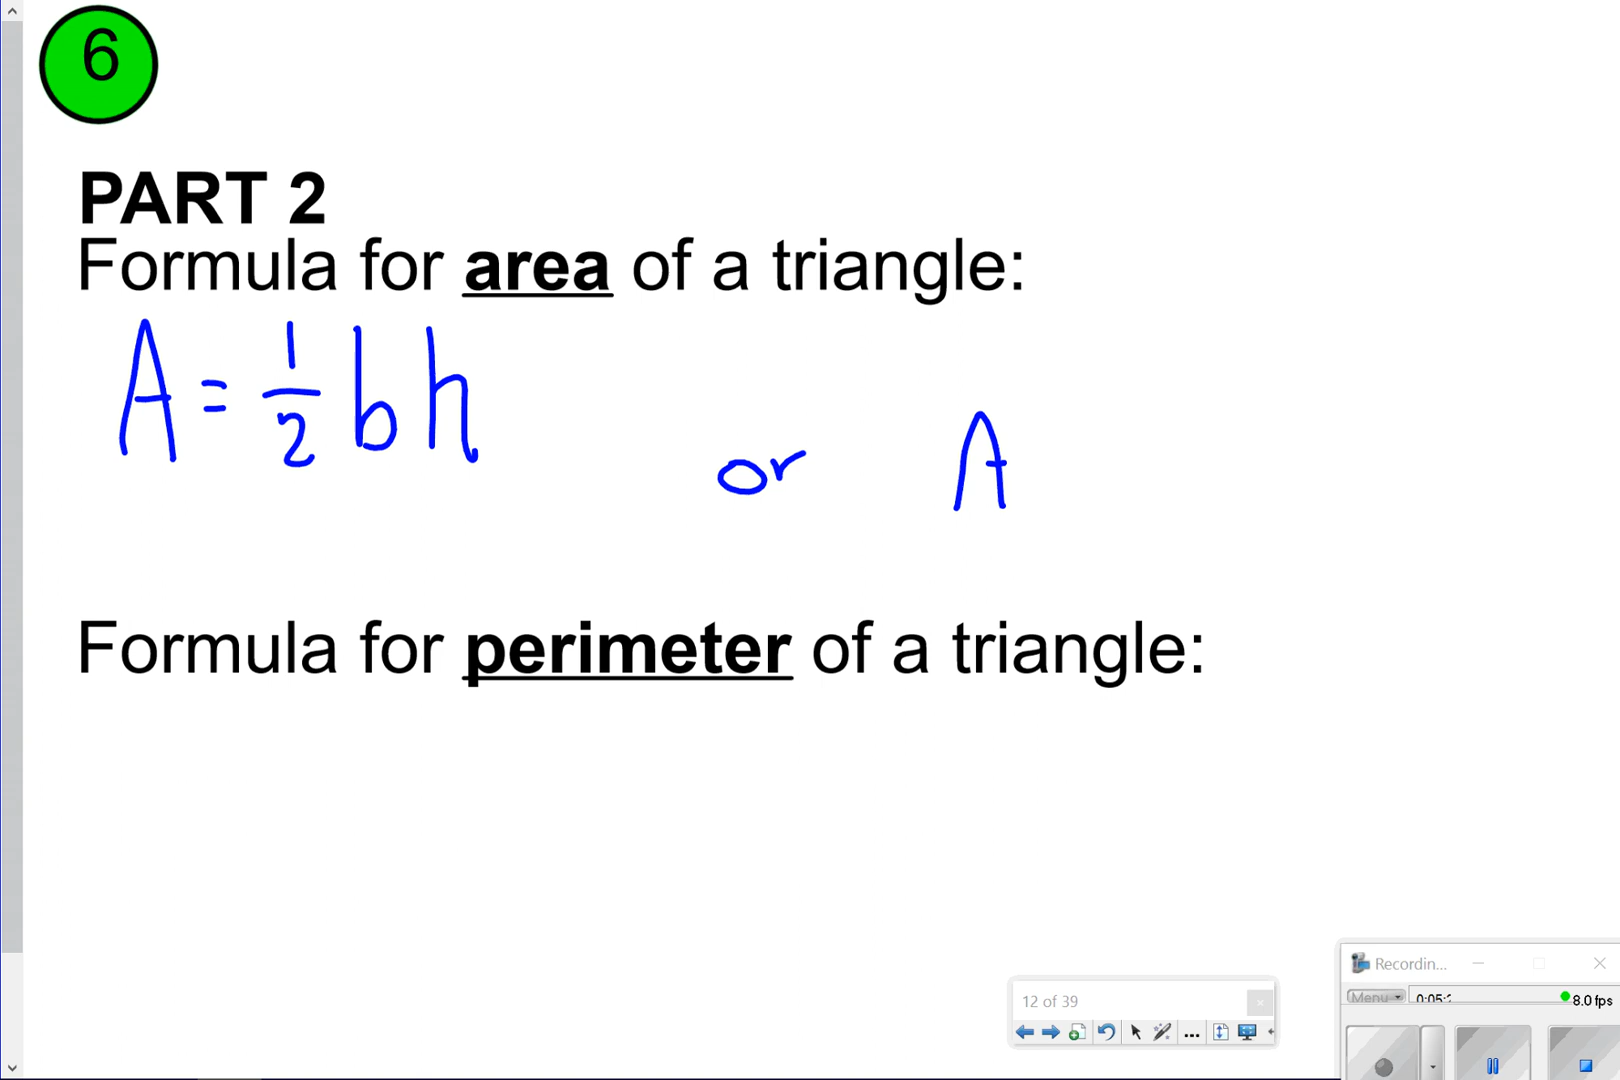 6
PART 2
Formula for area of a triangle:
A = 1/2 bh
or A
Formula for perimeter of a triangle:
Recordin...
12 of 39
Menu
8.0 fps